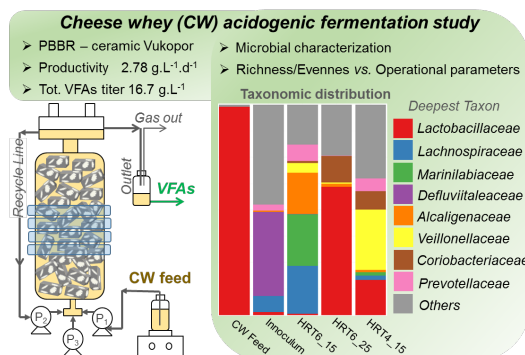 Cheese whey (CW) acidogenic fermentation study
➢ PBBR – ceramic Vukopor
➢ Productivity 2.78 g.L⁻¹.d⁻¹
➢ Tot. VFAs titer 16.7 g.L⁻¹
➢ Microbial characterization
➢ Richness/Evennes vs. Operational parameters
Taxonomic distribution
Deepest Taxon
Lactobacillaceae
Lachnospiraceae
Marinilabiaceae
Defluviitaleaceae
Alcaligenaceae
Veillonellaceae
Coriobacteriaceae
Prevotellaceae
Others
CW Feed
Innoculum
HRT6_15
HRT6_25
HRT4_15
Gas out
Recycle Line
Outlet
VFAs
CW feed
P₂
P₁
P₃